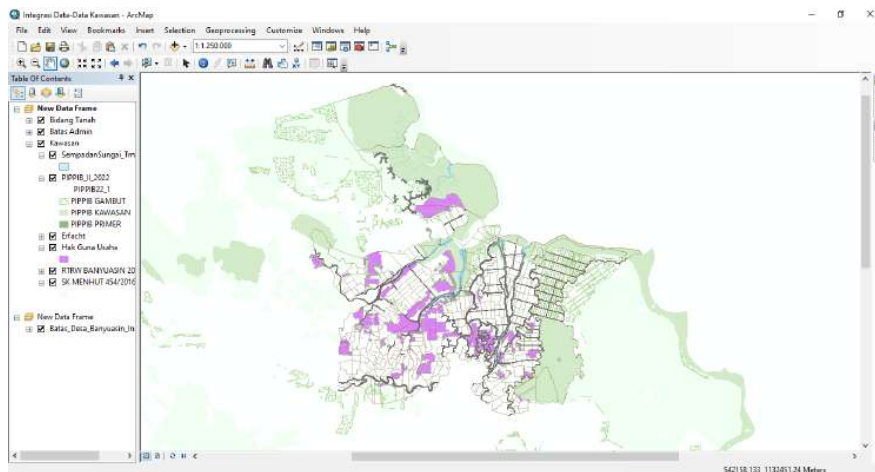 Integrasi Data-Data Kawasan - ArcMap
File Edit View Bookmarks Insert Selection Geoprocessing Customize Windows Help
1:1.250.000
Table Of Contents
New Data Frame
Bidang Tanah
Batas Admin
Kawasan
SempadanSungai_Tm
PIPPIB_II_2022
PIPPIB22_1
PIPPIB GAMBUT
PIPPIB KAWASAN
PIPPIB PRIMER
Erfacht
Hak Guna Usaha
RTRW BANYUASIN 20
SK MENHUT 454/2016
New Data Frame
Batas_Desa_Banyuasin_In
542158,133 1132451,24 Meters